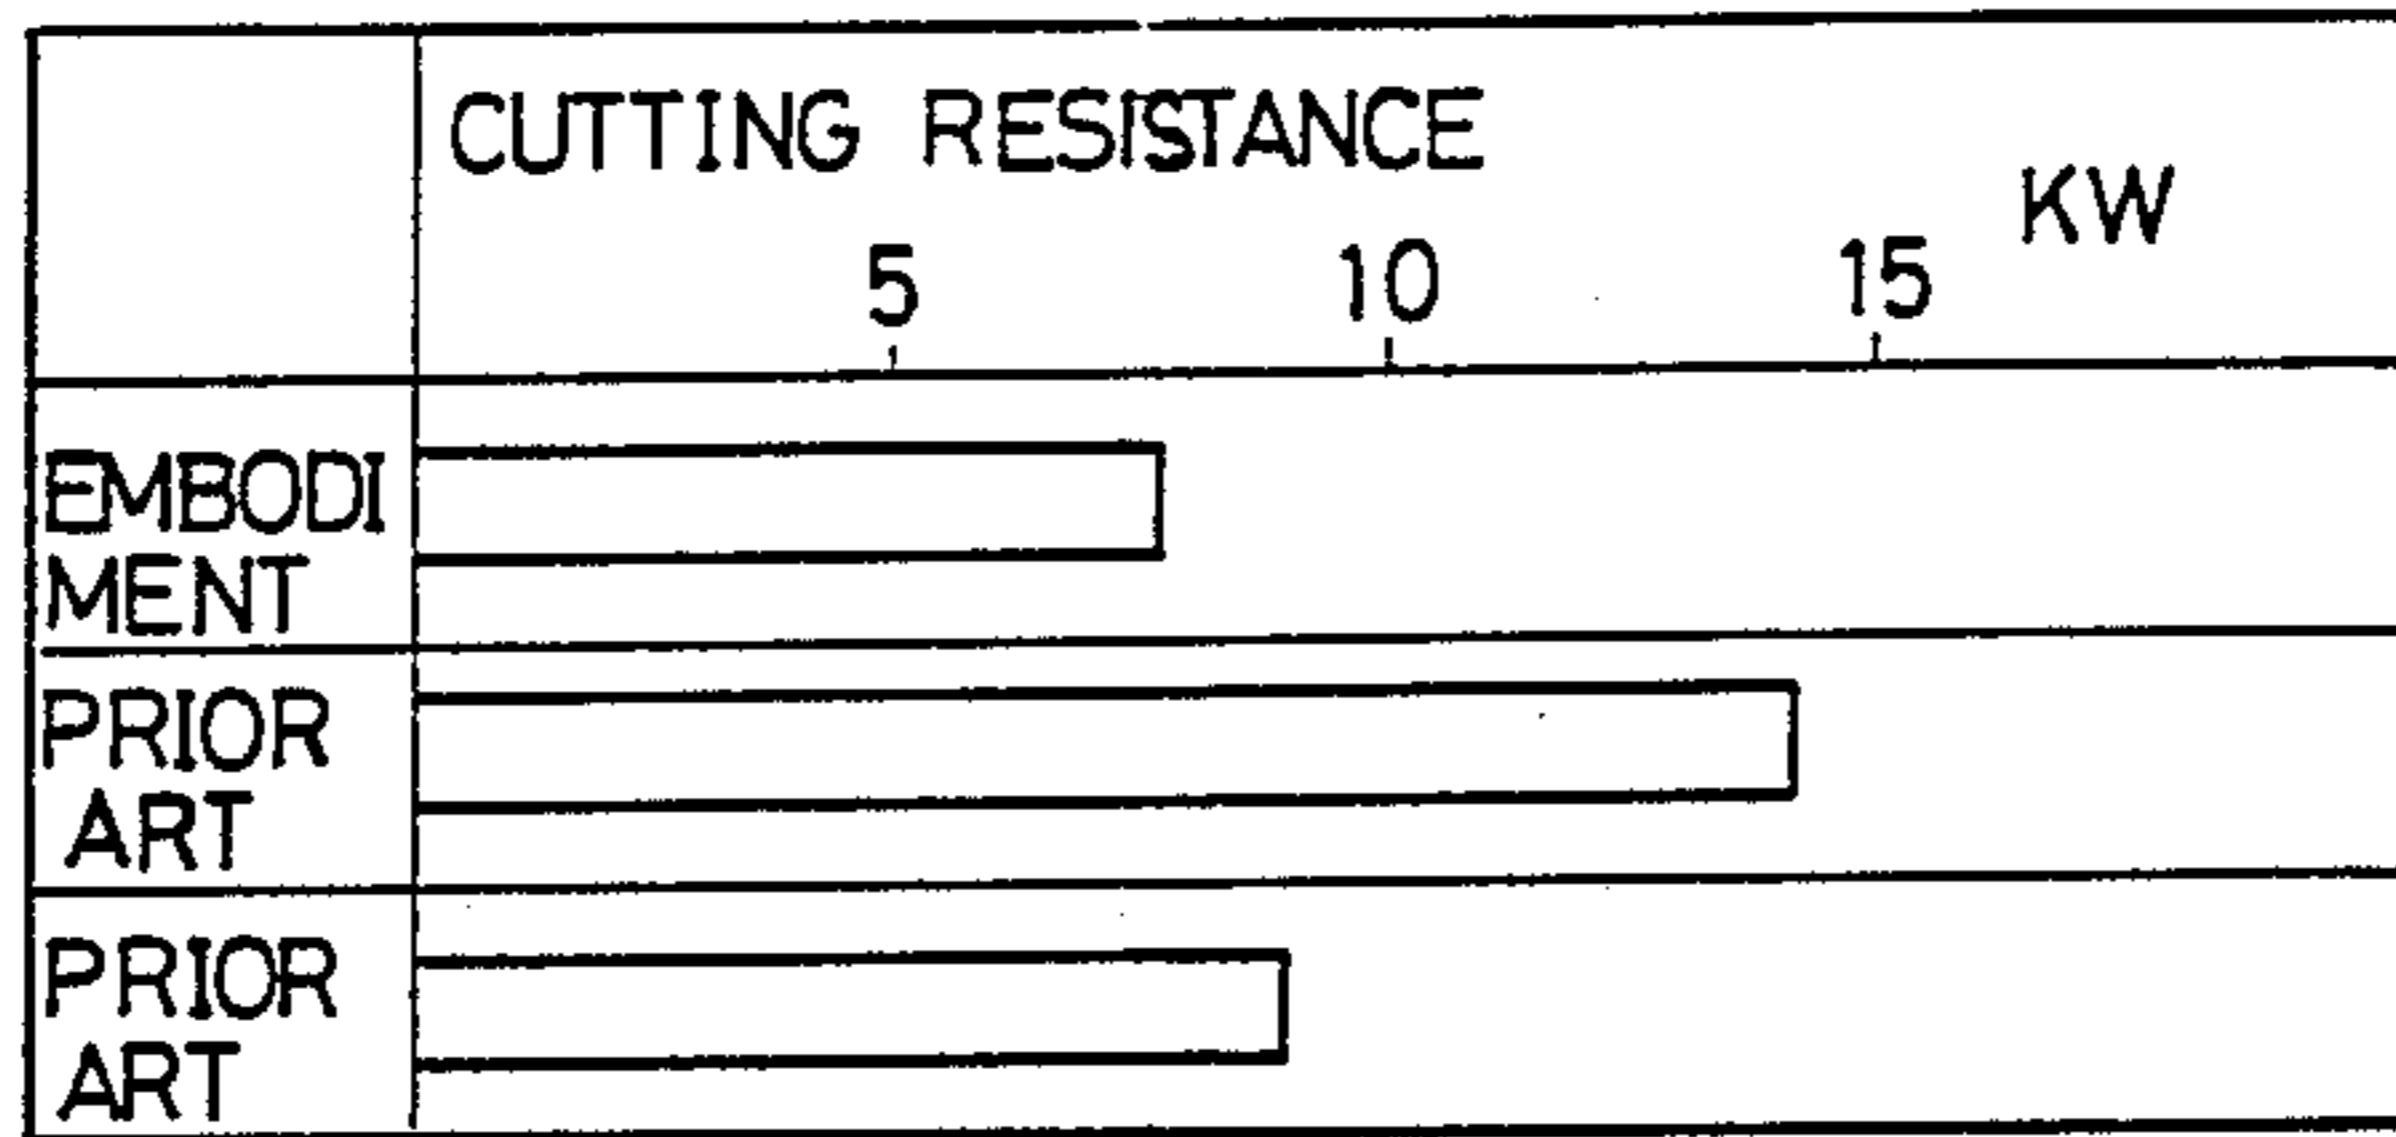 CUTTING RESISTANCE
KW
5 10 15
EMBODI
MENT
PRIOR
ART
PRIOR
ART